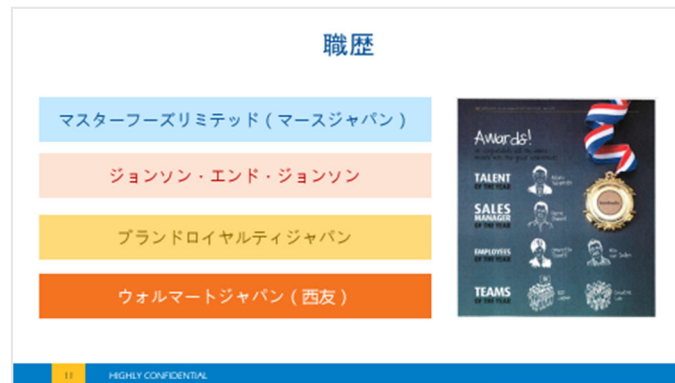 職歴
マスターフーズリミテッド ( マースジャパン )
ジョンソン・エンド・ジョンソン
ブランドロイヤルティジャパン
ウォルマートジャパン ( 西友 )
Awards!
TALENT
OF THE YEAR
SALES
MANAGER
OF THE YEAR
EMPLOYEES
OF THE YEAR
TEAMS
OF THE YEAR
11
HIGHLY CONFIDENTIAL